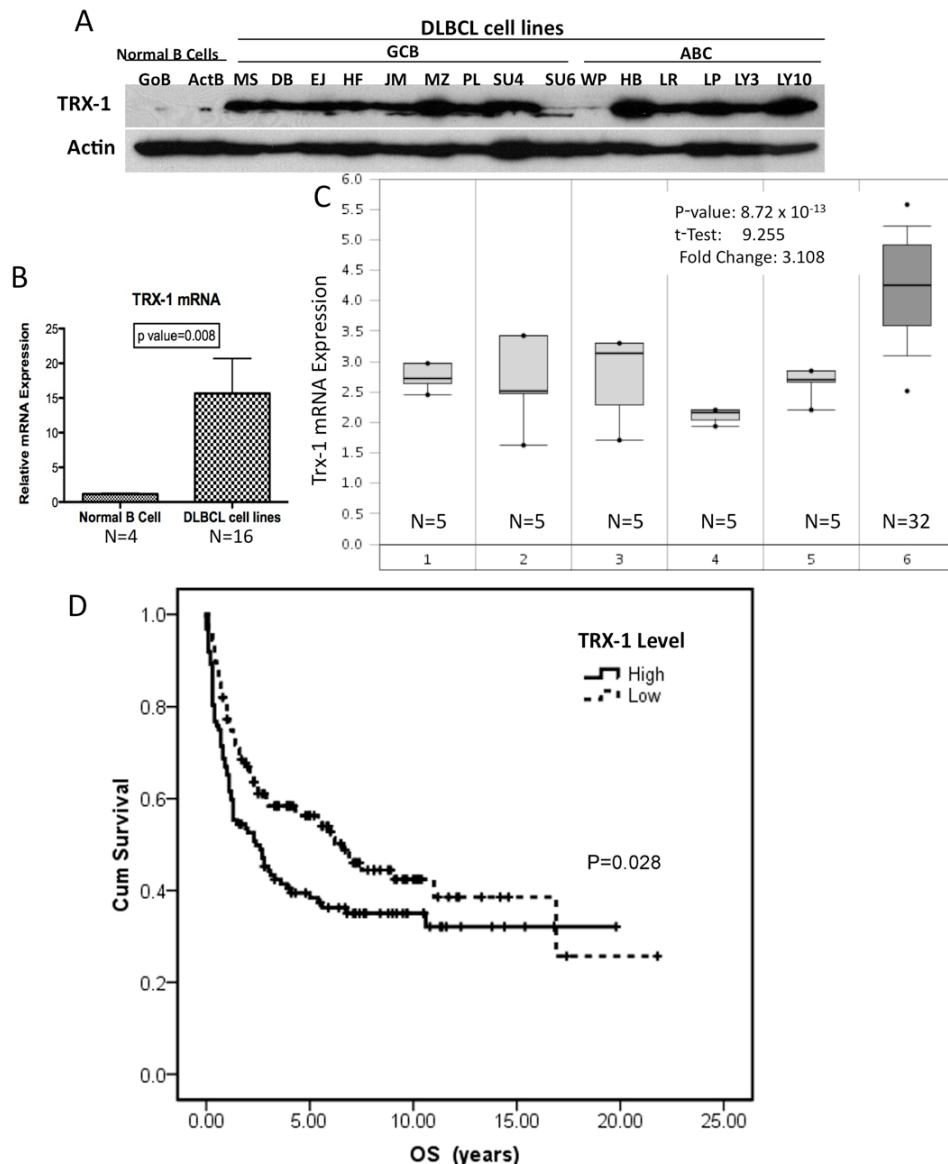 A
DLBCL cell lines
Normal B Cells GCB ABC
GoB ActB MS DB EJ HF JM MZ PL SU4 SU6 WP HB LR LP LY3 LY10
TRX-1
Actin
B
TRX-1 mRNA
p value=0.008
Relative mRNA Expression
25
20
15
10
5
0
Normal B Cell DLBCL cell lines
N=4 N=16
C
P-value: 8.72 x 10⁻¹³
t-Test: 9.255
Fold Change: 3.108
Trx-1 mRNA Expression
6.0
5.5
5.0
4.5
4.0
3.5
3.0
2.5
2.0
1.5
1.0
0.5
0.0
N=5 N=5 N=5 N=5 N=5 N=32
1 2 3 4 5 6
D
TRX-1 Level
High
Low
P=0.028
Cum Survival
1.0
0.8
0.6
0.4
0.2
0.0
0.00 5.00 10.00 15.00 20.00 25.00
OS (years)